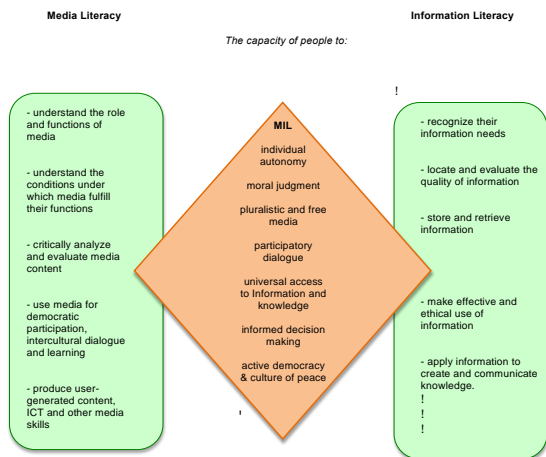 Media Literacy
Information Literacy
The capacity of people to:
- understand the role
and functions of
media
- understand the
conditions under
which media fulfill
their functions
- critically analyze
and evaluate media
content
- use media for
democratic
participation,
intercultural dialogue
and learning
- produce user-
generated content,
ICT and other media
skills
MIL
individual
autonomy
moral judgment
pluralistic and free
media
participatory
dialogue
universal access
to Information and
knowledge
informed decision
making
active democracy
& culture of peace
!
- recognize their
information needs
- locate and evaluate the
quality of information
- store and retrieve
information
- make effective and
ethical use of
information
- apply information to
create and communicate
knowledge.
!
!
!